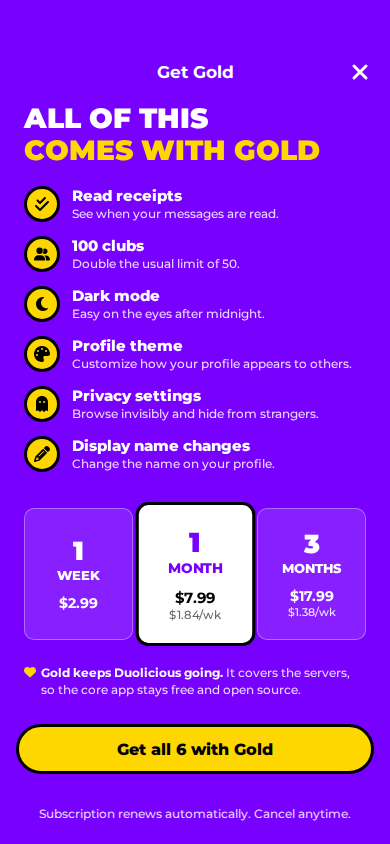 Get Gold
ALL OF THIS
COMES WITH GOLD
Read receipts
See when your messages are read.
100 clubs
Double the usual limit of 50.
Dark mode
Easy on the eyes after midnight.
Profile theme
Customize how your profile appears to others.
Privacy settings
Browse invisibly and hide from strangers.
Display name changes
Change the name on your profile.
1
WEEK
$2.99
1
MONTH
$7.99
$1.84/wk
3
MONTHS
$17.99
$1.38/wk
Gold keeps Duolicious going. It covers the servers,
so the core app stays free and open source.
Get all 6 with Gold
Subscription renews automatically. Cancel anytime.